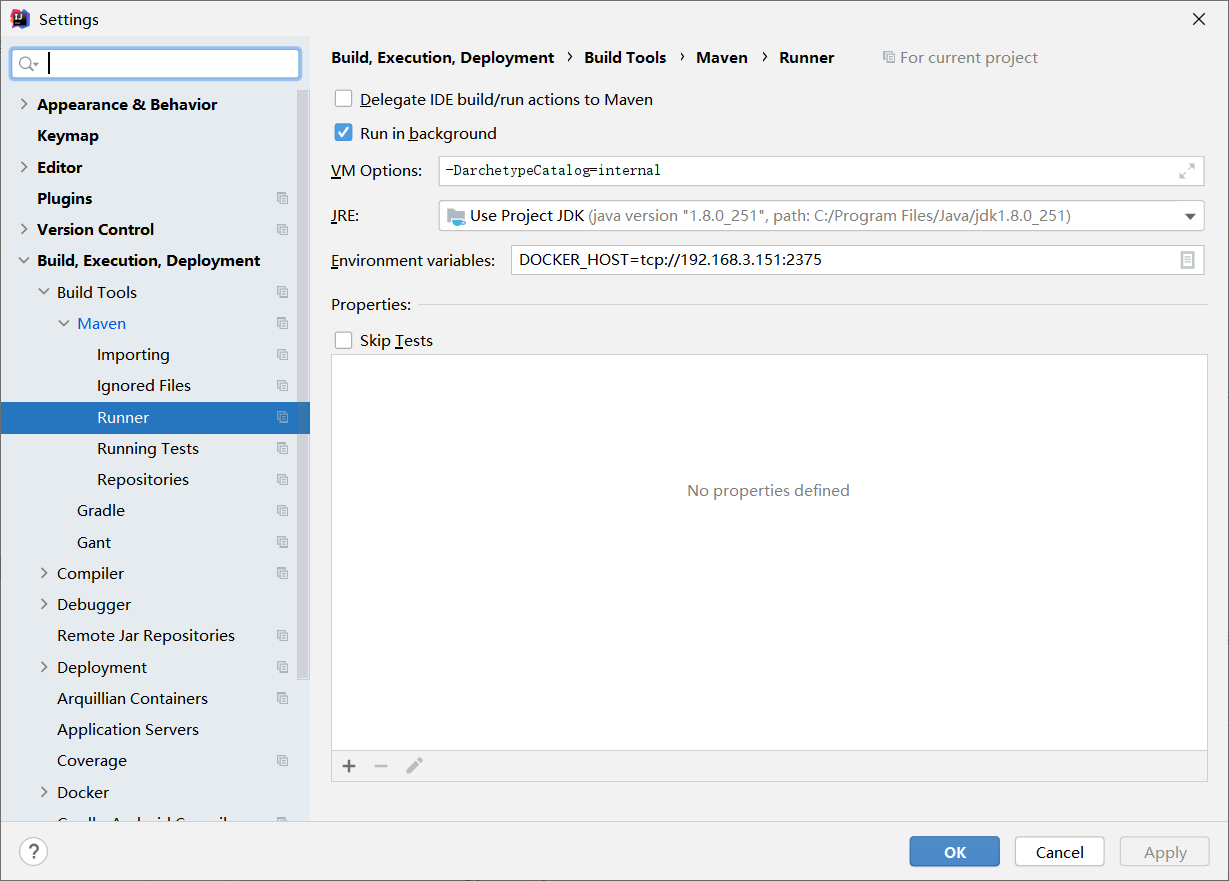 Settings
Appearance & Behavior
Keymap
Editor
Plugins
Version Control
Build, Execution, Deployment
Build Tools
Maven
Importing
Ignored Files
Runner
Running Tests
Repositories
Gradle
Gant
Compiler
Debugger
Remote Jar Repositories
Deployment
Arquillian Containers
Application Servers
Coverage
Docker
Build, Execution, Deployment › Build Tools › Maven › Runner For current project
Delegate IDE build/run actions to Maven
Run in background
VM Options: -DarchetypeCatalog=internal
JRE: Use Project JDK (java version "1.8.0_251", path: C:/Program Files/Java/jdk1.8.0_251)
Environment variables: DOCKER_HOST=tcp://192.168.3.151:2375
Properties:
Skip Tests
No properties defined
? OK Cancel Apply